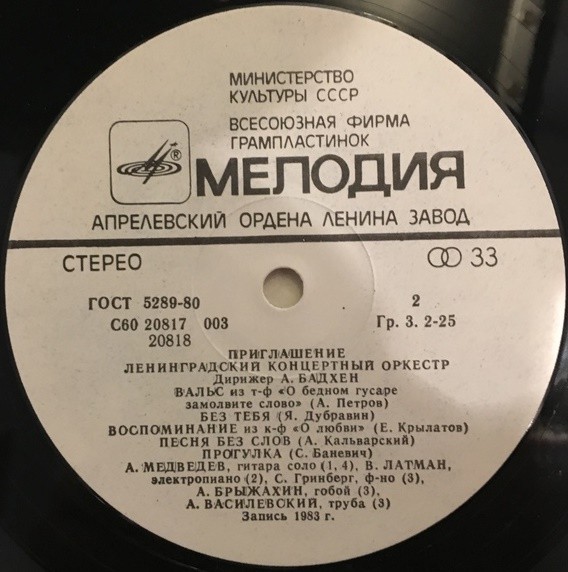 МИНИСТЕРСТВО
КУЛЬТУРЫ СССР
ВСЕСОЮЗНАЯ ФИРМА
ГРАМПЛАСТИНОК
®
МЕЛОДИЯ
АПРЕЛЕВСКИЙ ОРДЕНА ЛЕНИНА ЗАВОД
СТЕРЕО 33
ГОСТ 5289-80 2
С60 20817 003 Гр. 3. 2-25
20818
ПРИГЛАШЕНИЕ
ЛЕНИНГРАДСКИЙ КОНЦЕРТНЫЙ ОРКЕСТР
Дирижер А. БАДХЕН
ВАЛЬС из т-ф «О бедном гусаре
замолвите слово» (А. Петров)
БЕЗ ТЕБЯ (Я. Дубравин)
ВОСПОМИНАНИЕ из к-ф «О любви» (Е. Крылатов)
ПЕСНЯ БЕЗ СЛОВ (А. Кальварский)
ПРОГУЛКА (С. Баневич)
А. МЕДВЕДЕВ, гитара соло (1, 4), В. ЛАТМАН,
электропиано (2), С. Гринберг, ф-но (3),
А. БРЫЖАХИН, гобой (3),
А. ВАСИЛЕВСКИЙ, труба (3)
Запись 1983 г.